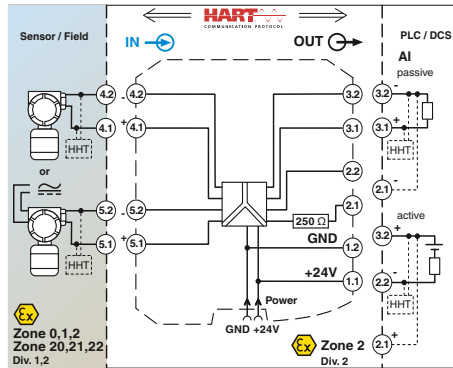 HART
COMMUNICATION PROTOCOL
Sensor / Field
IN
OUT
PLC / DCS
AI
passive
4.2
-
4.2
3.2
3.2
-
4.1
+
4.1
3.1
3.1
+
HHT
HHT
2.2
or
2.1
2.1
250 Ω
active
5.2
-
5.2
GND
3.2
+
5.1
+
5.1
1.2
HHT
+24V
1.1
2.2
-
Power
HHT
GND +24V
Ex
Zone 0,1,2
Zone 20,21,22
Div. 1,2
Ex
Zone 2
Div. 2
2.1
+